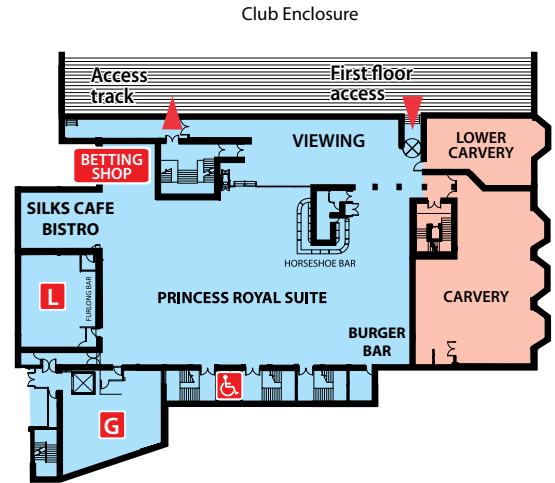 Club Enclosure
Access
track
First floor
access
VIEWING
LOWER
CARVERY
BETTING
SHOP
SILKS CAFE
BISTRO
HORSESHOE BAR
L
FURLONG BAR
PRINCESS ROYAL SUITE
CARVERY
BURGER
BAR
G